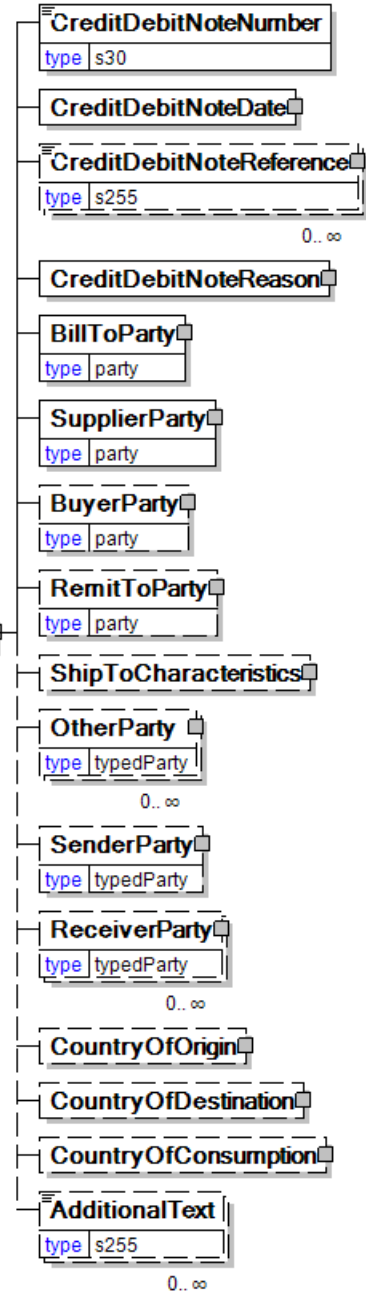 CreditDebitNoteNumber
type s30
CreditDebitNoteDate
CreditDebitNoteReference
type s255
0.. ∞
CreditDebitNoteReason
BillToParty
type party
SupplierParty
type party
BuyerParty
type party
RemitToParty
type party
ShipToCharacteristics
OtherParty
type typedParty
0.. ∞
SenderParty
type typedParty
ReceiverParty
type typedParty
0.. ∞
CountryOfOrigin
CountryOfDestination
CountryOfConsumption
AdditionalText
type s255
0.. ∞